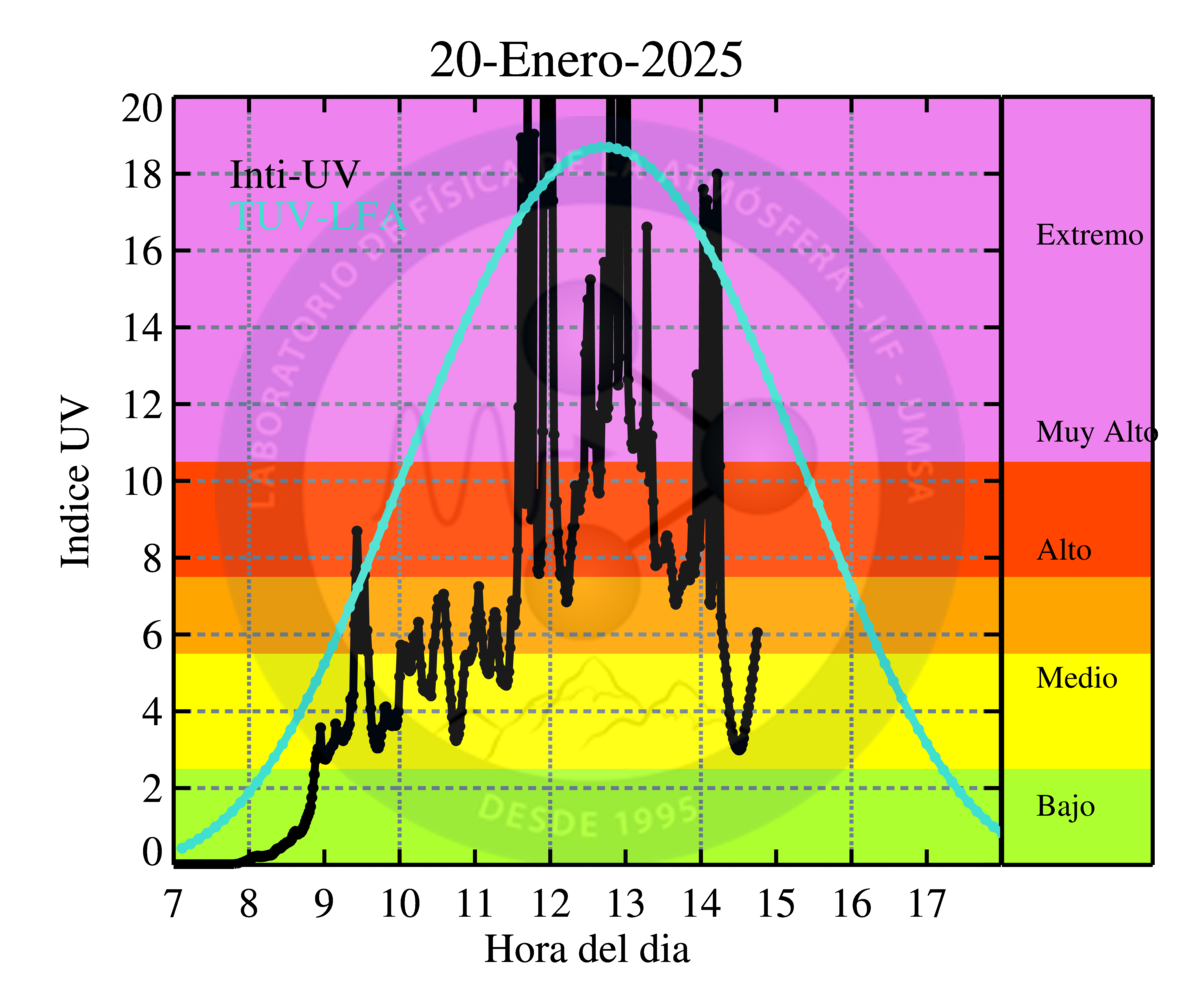 20-Enero-2025
20
18
16
14
12
10
8
6
4
2
0
Indice UV
Inti-UV
TUV-LFA
LABORATORIO DE FÍSICA DE LA ATMÓSFERA - IIF - UMSA
DESDE 1995
Extremo
Muy Alto
Alto
Medio
Bajo
7 8 9 10 11 12 13 14 15 16 17
Hora del dia